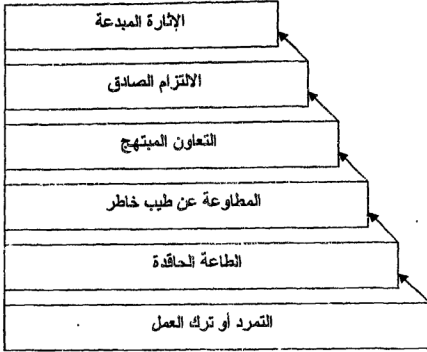 الإثارة المبدعة
الالتزام الصادق
التعاون المبتهج
المطاوعة عن طيب خاطر
الطاعة الحاقدة
التمرد أو ترك العمل